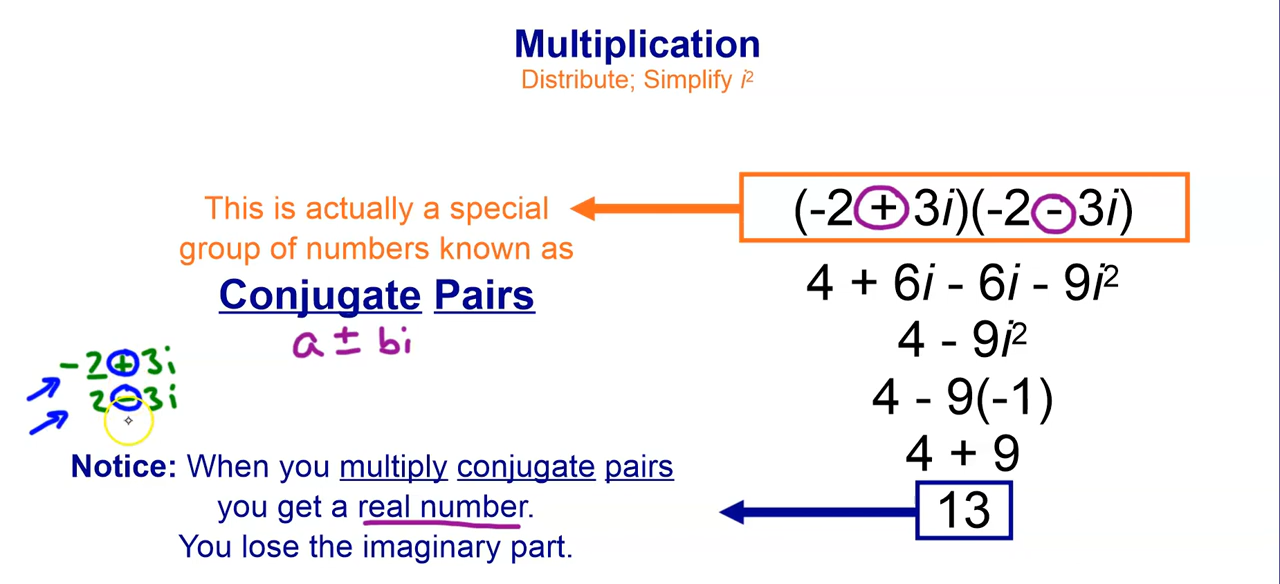 Multiplication
Distribute; Simplify i²
This is actually a special
group of numbers known as
Conjugate Pairs
a ± bi
-2+3i
2-3i
Notice: When you multiply conjugate pairs
you get a real number.
You lose the imaginary part.
(-2 + 3i)(-2 - 3i)
4 + 6i - 6i - 9i²
4 - 9i²
4 - 9(-1)
4 + 9
13